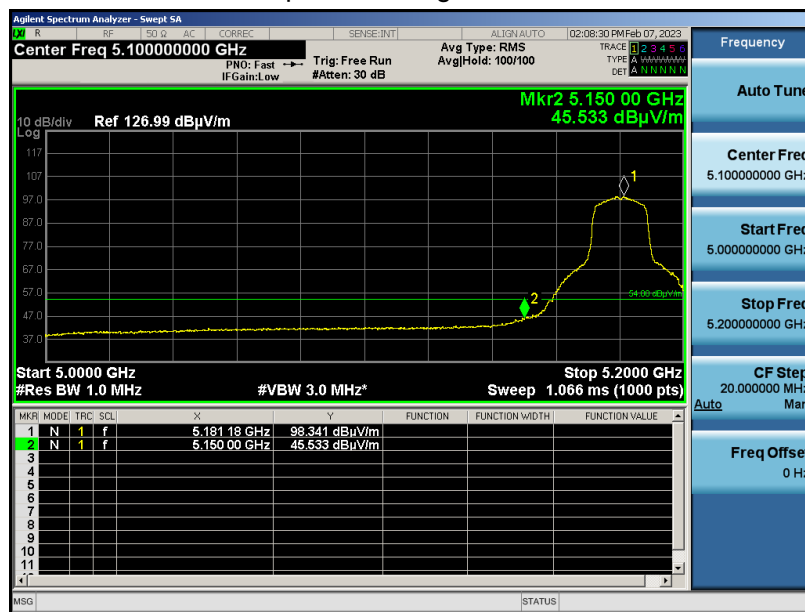 Agilent Spectrum Analyzer - Swept SA
LXI R RF 50 Ω AC CORREC SENSE:INT ALIGN AUTO 02:08:30 PM Feb 07, 2023
Center Freq 5.100000000 GHz
PNO: Fast
IFGain:Low
Trig: Free Run
#Atten: 30 dB
Avg Type: RMS
Avg|Hold: 100/100
TRACE 1 2 3 4 5 6
TYPE A WWWWW
DET A N N N N N
Mkr2 5.150 00 GHz
45.533 dBµV/m
10 dB/div Ref 126.99 dBµV/m
Log
117
107
97.0
87.0
77.0
67.0
57.0
47.0
37.0
1
2
54.00 dBµV/m
Start 5.0000 GHz Stop 5.2000 GHz
#Res BW 1.0 MHz #VBW 3.0 MHz* Sweep 1.066 ms (1000 pts)
MKR MODE TRC SCL X Y FUNCTION FUNCTION WIDTH FUNCTION VALUE
1 N 1 f 5.181 18 GHz 98.341 dBµV/m
2 N 1 f 5.150 00 GHz 45.533 dBµV/m
3
4
5
6
7
8
9
10
11
MSG STATUS
Frequency
Auto Tune
Center Freq
5.100000000 GHz
Start Freq
5.000000000 GHz
Stop Freq
5.200000000 GHz
CF Step
20.000000 MHz
Auto Man
Freq Offset
0 Hz